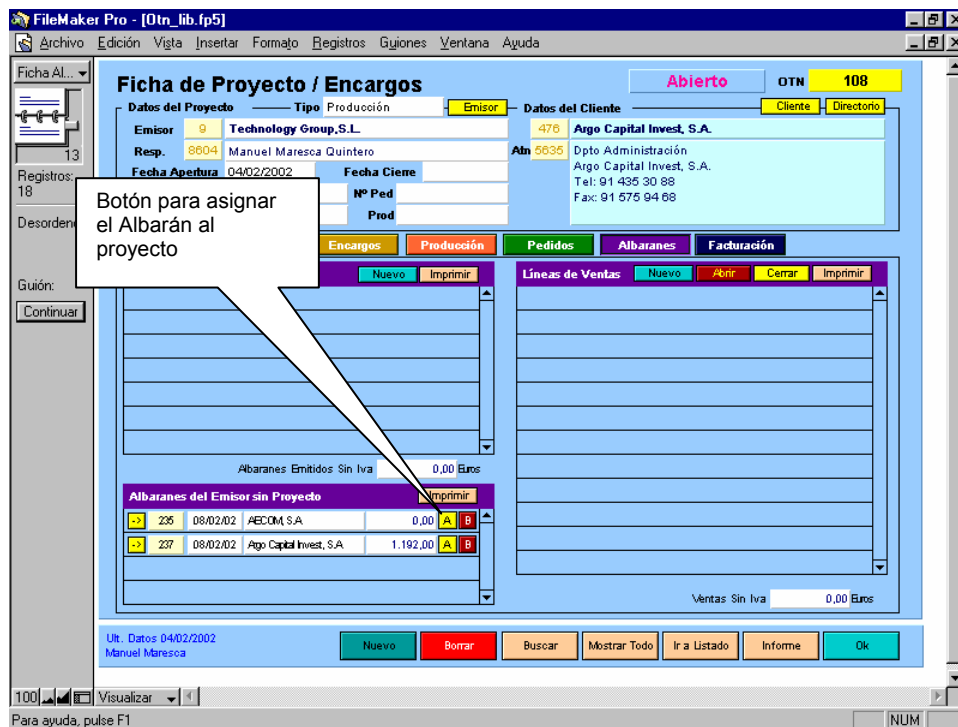 FileMaker Pro - [Otn_lib.fp5]
Archivo Edición Vista Insertar Formato Registros Guiones Ventana Ayuda
Ficha Al...
13
Registros:
18
Guión:
Continuar
Ficha de Proyecto / Encargos
Abierto OTN 108
Datos del Proyecto Tipo Producción Emisor
Datos del Cliente Cliente Directorio
Emisor 9 Technology Group,S.L.
476 Argo Capital Invest, S.A.
Resp. 8604 Manuel Maresca Quintero
Atn 5635 Dpto Administración
Argo Capital Invest, S.A.
Tel: 91 435 30 88
Fax: 91 575 94 68
Fecha Apertura 04/02/2002 Fecha Cierre
Nº Ped
Prod
Botón para asignar
el Albarán al
proyecto
Encargos Producción Pedidos Albaranes Facturación
Nuevo Imprimir
Líneas de Ventas Nuevo Abrir Cerrar Imprimir
Albaranes Emitidos Sin Iva 0,00 Euros
Albaranes del Emisor sin Proyecto Imprimir
-> 235 08/02/02 AECOM, S.A 0,00 A B
-> 237 08/02/02 Argo Capital Invest, S.A 1.192,00 A B
Ventas Sin Iva 0,00 Euros
Ult. Datos 04/02/2002
Manuel Maresca
Nuevo Borrar Buscar Mostrar Todo Ir a Listado Informe Ok
100 Visualizar
Para ayuda, pulse F1 NUM